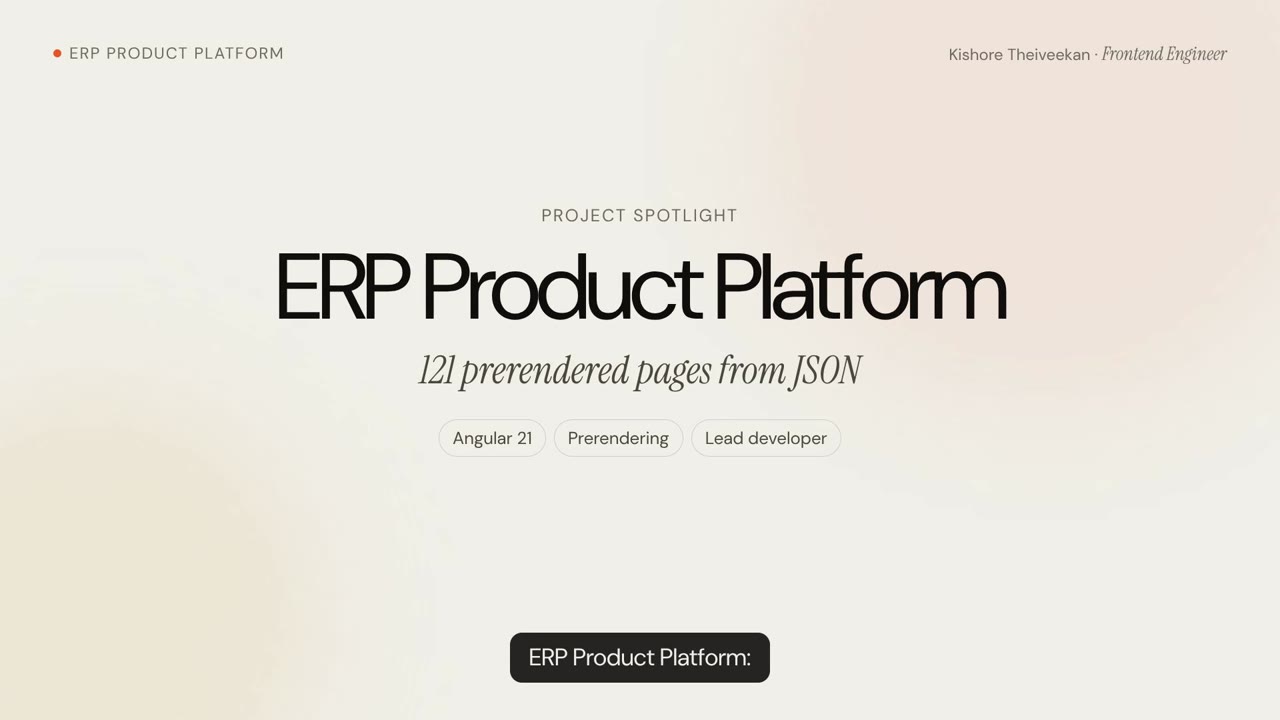 ERP PRODUCT PLATFORM
Kishore Theiveekan · Frontend Engineer
PROJECT SPOTLIGHT
ERP Product Platform
121 prerendered pages from JSON
Angular 21
Prerendering
Lead developer
ERP Product Platform: